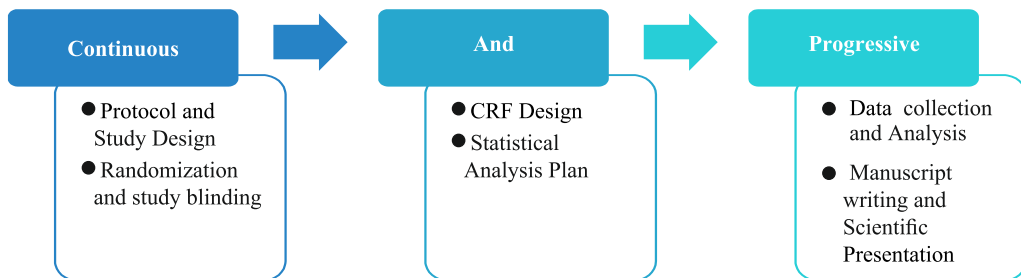 Continuous
● Protocol and
Study Design
● Randomization
and study blinding
And
● CRF Design
● Statistical
Analysis Plan
Progressive
● Data collection
and Analysis
● Manuscript
writing and
Scientific
Presentation